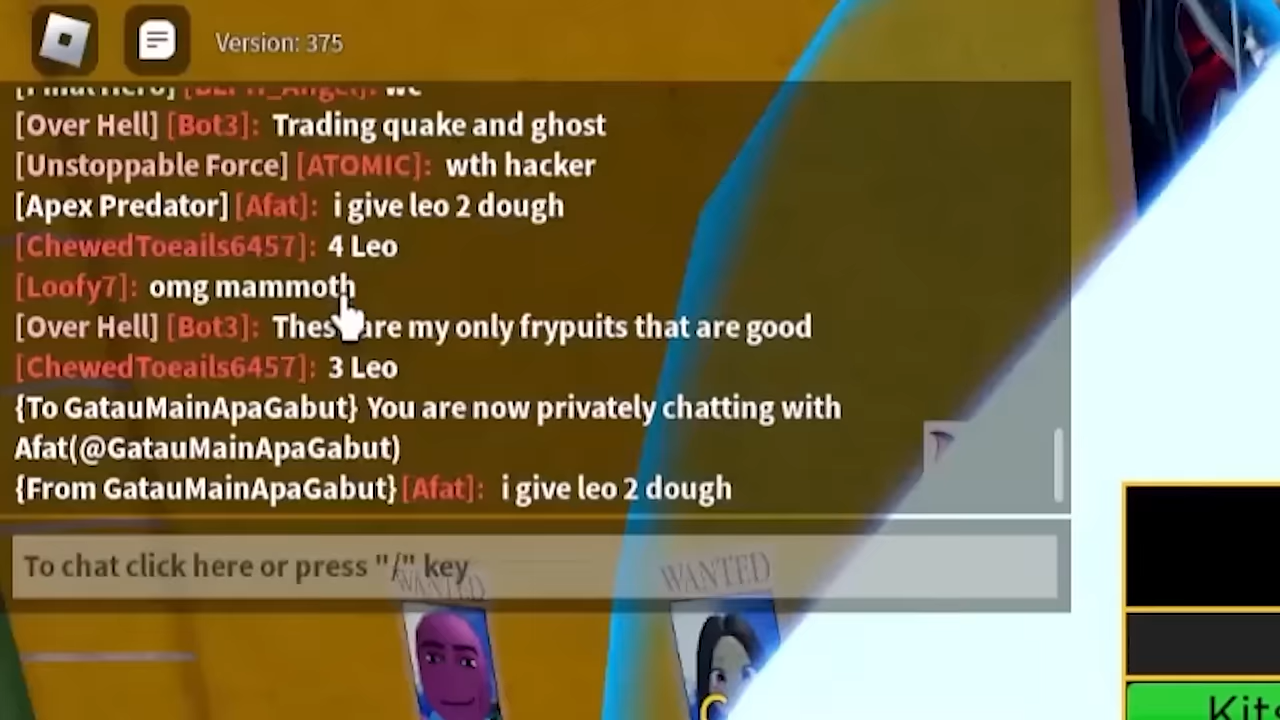 Version: 375
[Over Hell] [Bot3]: Trading quake and ghost
[Unstoppable Force] [ATOMIC]: wth hacker
[Apex Predator] [Afat]: i give leo 2 dough
[ChewedToeails6457]: 4 Leo
[Loofy7]: omg mammoth
[Over Hell] [Bot3]: These are my only frypuits that are good
[ChewedToeails6457]: 3 Leo
{To GatauMainApaGabut} You are now privately chatting with
Afat(@GatauMainApaGabut)
{From GatauMainApaGabut} [Afat]: i give leo 2 dough
To chat click here or press "/" key
WANTED
WANTED